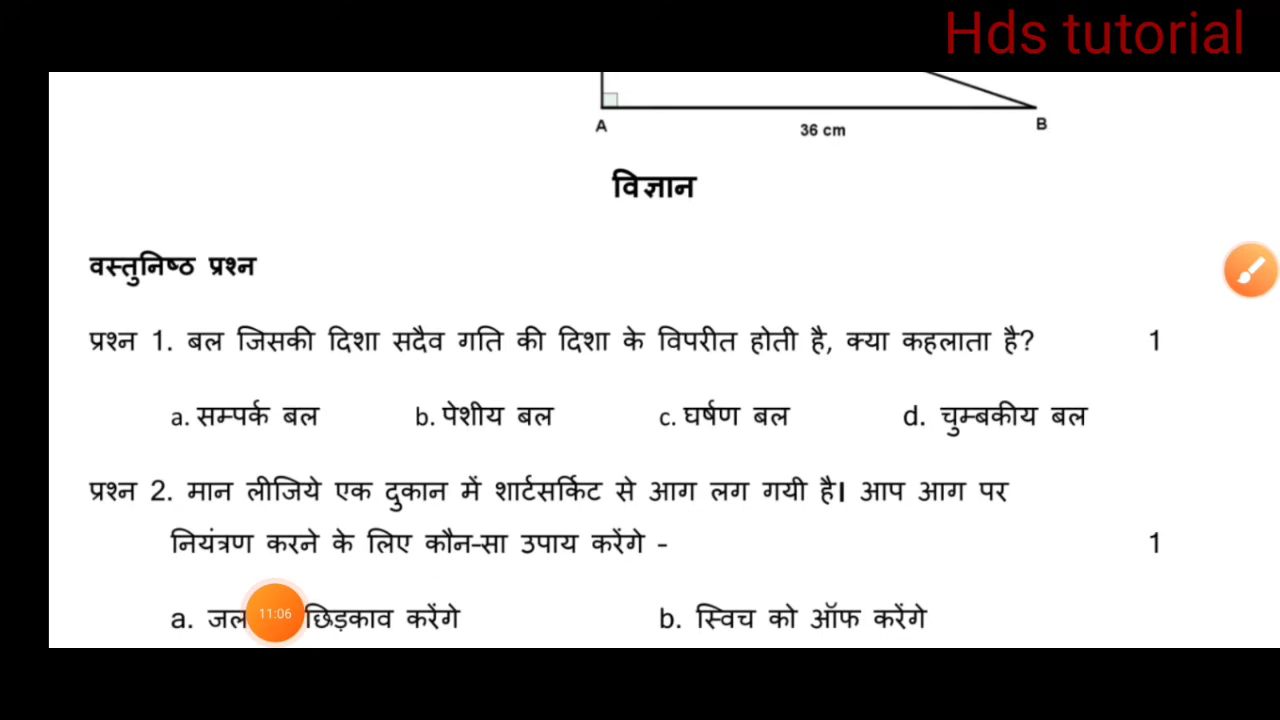 Hds tutorial
A
36 cm
B
विज्ञान
वस्तुनिष्ठ प्रश्न
प्रश्न 1. बल जिसकी दिशा सदैव गति की दिशा के विपरीत होती है, क्या कहलाता है? 1
a. सम्पर्क बल b. पेशीय बल c. घर्षण बल d. चुम्बकीय बल
प्रश्न 2. मान लीजिये एक दुकान में शार्टसर्किट से आग लग गयी है। आप आग पर
नियंत्रण करने के लिए कौन-सा उपाय करेंगे - 1
a. जल 11:06 छिड़काव करेंगे b. स्विच को ऑफ करेंगे